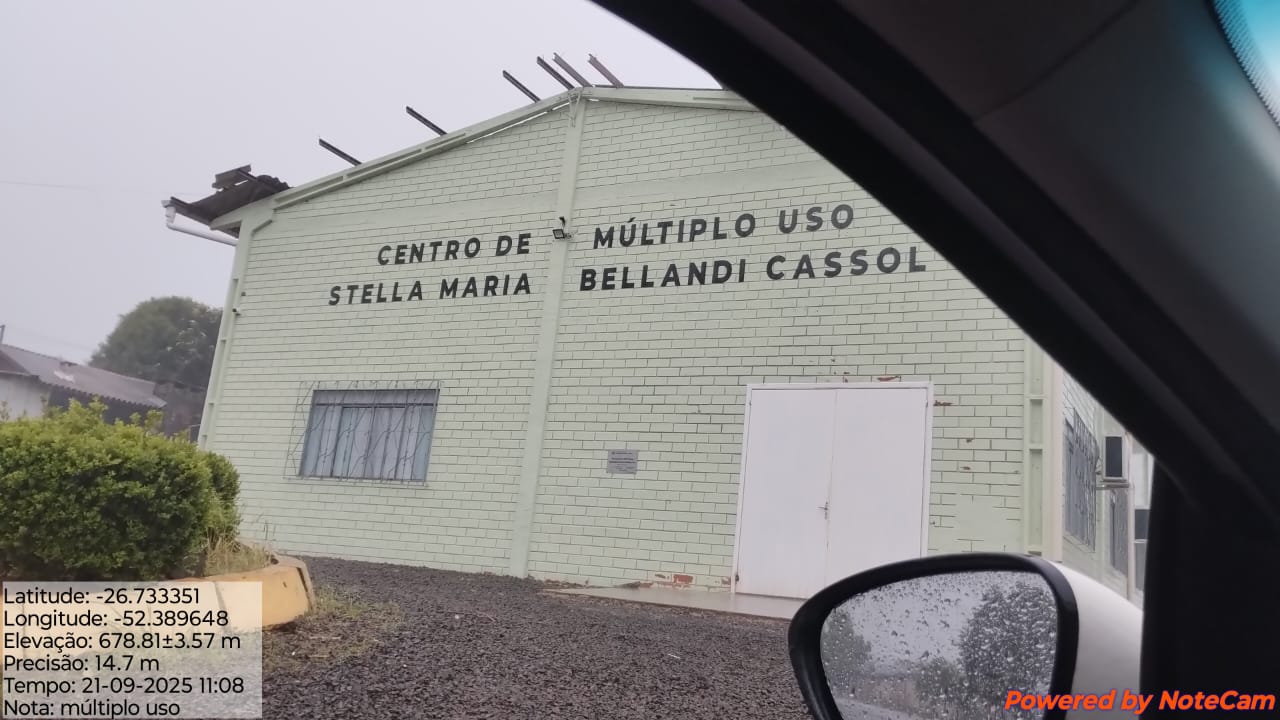 CENTRO DE MÚLTIPLO USO
STELLA MARIA BELLANDI CASSOL
Latitude: -26.733351
Longitude: -52.389648
Elevação: 678.81±3.57 m
Precisão: 14.7 m
Tempo: 21-09-2025 11:08
Nota: múltiplo uso
Powered by NoteCam